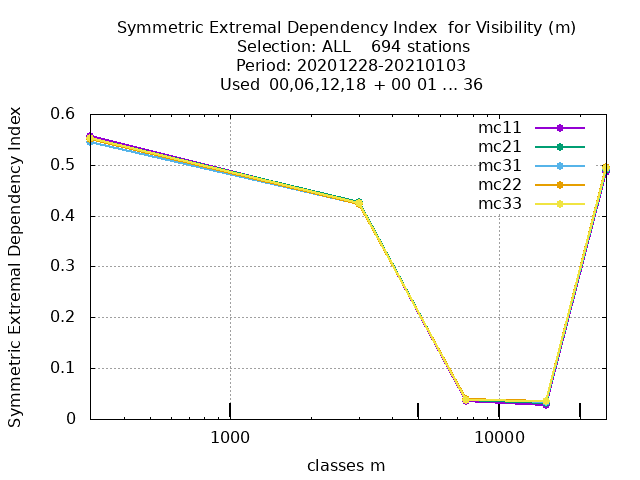 Symmetric Extremal Dependency Index  for Visibility (m)
Selection: ALL    694 stations
Period: 20201228-20210103
Used  00,06,12,18  + 00 01 ... 36
Symmetric Extremal Dependency Index
0.6
0.5
0.4
0.3
0.2
0.1
0
mc11
mc21
mc31
mc22
mc33
1000
10000
classes m